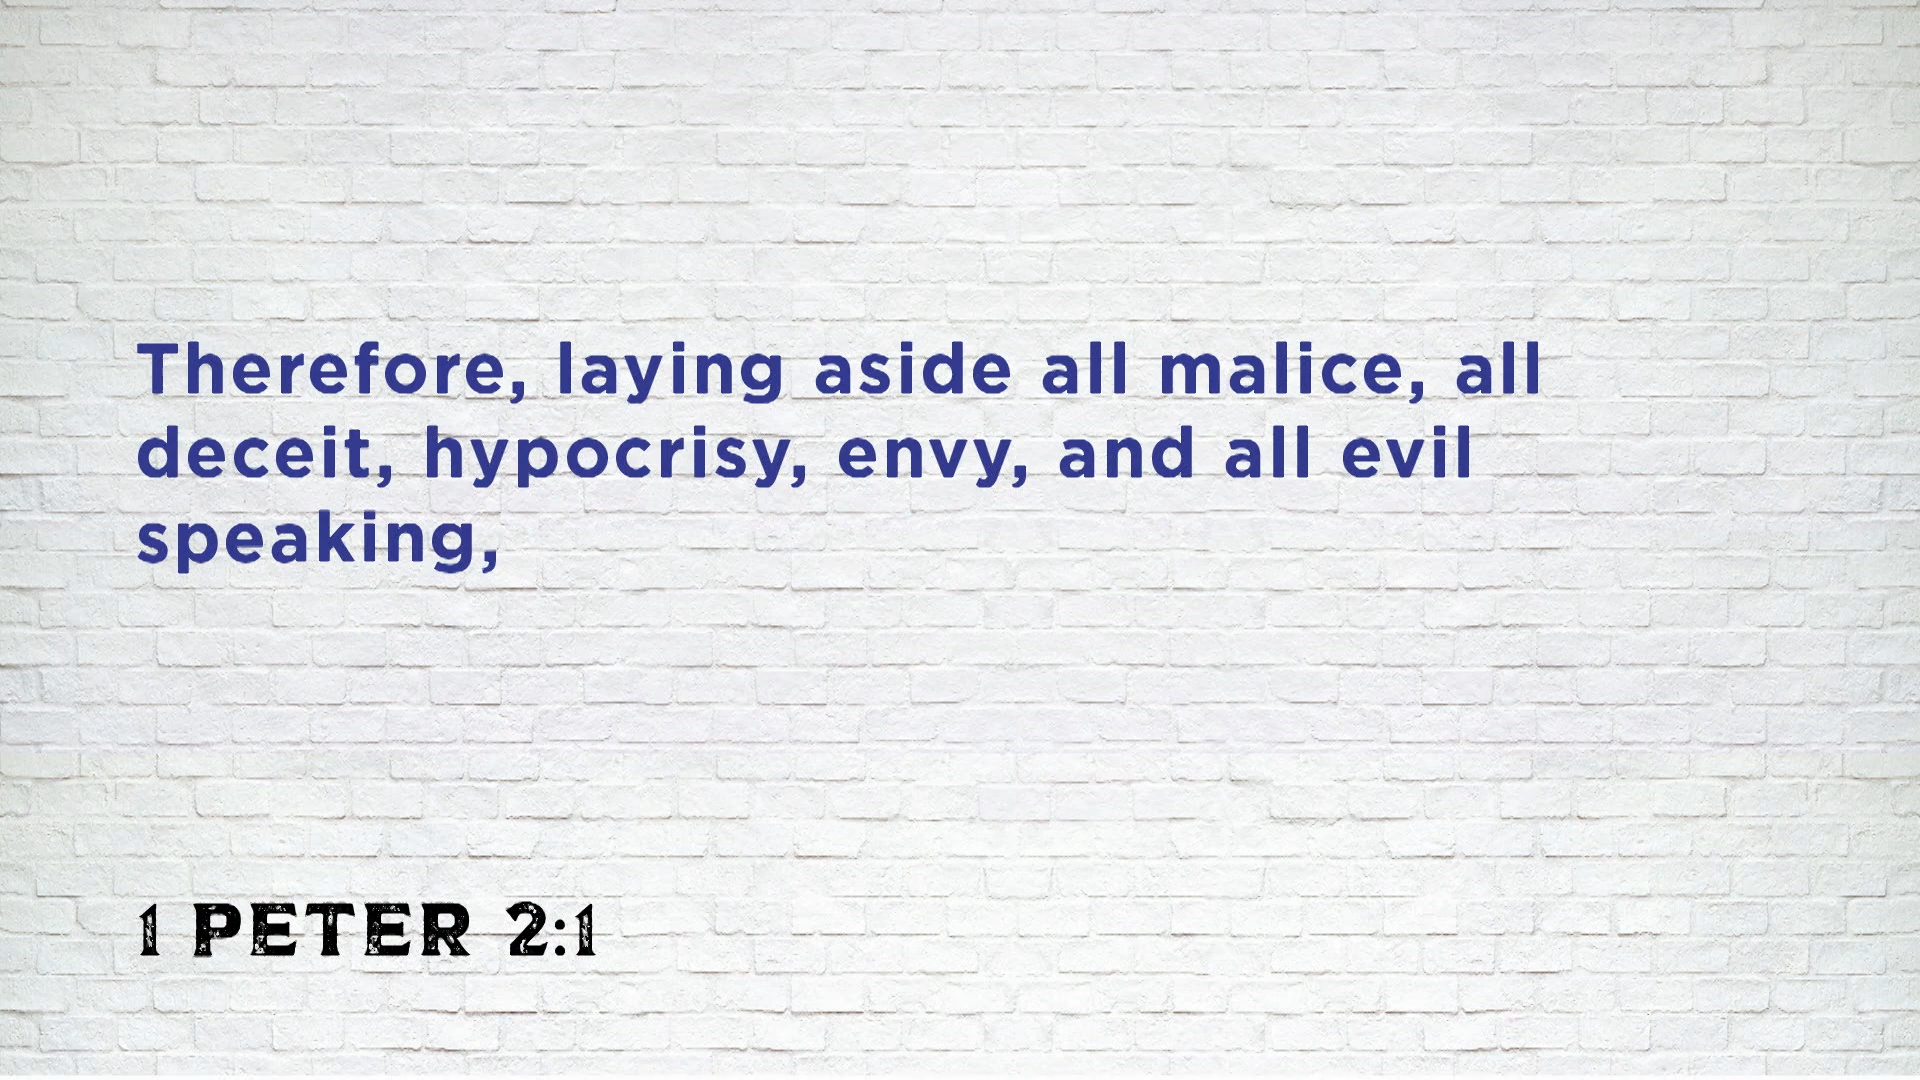 Therefore, laying aside all malice, all
deceit, hypocrisy, envy, and all evil
speaking,
1 PETER 2:1